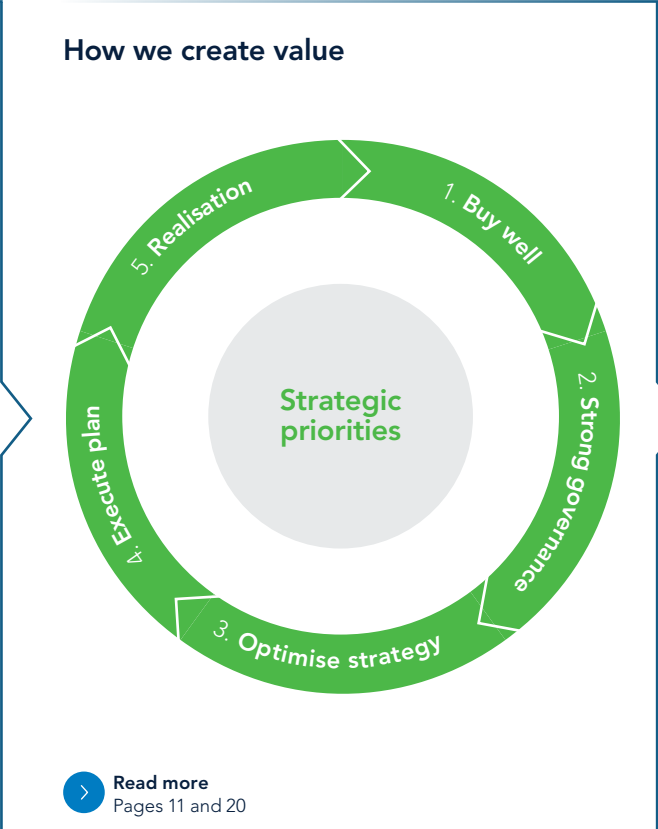 How we create value
1. Buy well
2. Strong governance
3. Optimise strategy
4. Execute plan
5. Realisation
Strategic
priorities
Read more
Pages 11 and 20